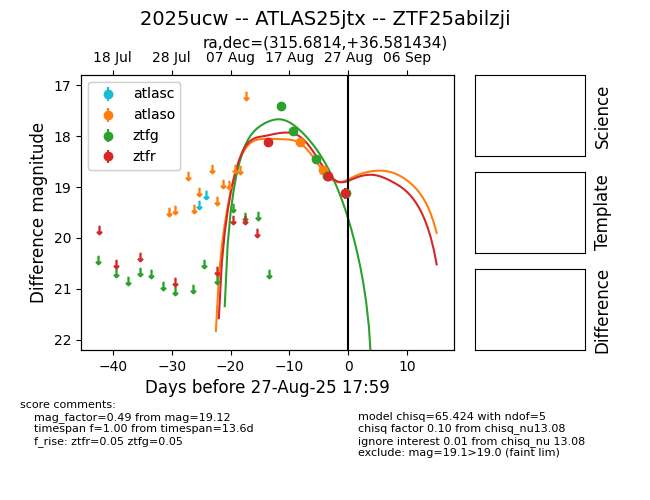 2025ucw -- ATLAS25jtx -- ZTF25abilzji
ra,dec=(315.6814,+36.581434)
18 Jul 28 Jul 07 Aug 17 Aug 27 Aug 06 Sep
atlasc
atlaso
ztfg
ztfr
17
18
19
20
21
22
Difference magnitude
−40 −30 −20 −10 0 10
Days before 27-Aug-25 17:59
Science
Template
Difference
score comments:
mag_factor=0.49 from mag=19.12
timespan f=1.00 from timespan=13.6d
f_rise: ztfr=0.05 ztfg=0.05
model chisq=65.424 with ndof=5
chisq factor 0.10 from chisq_nu13.08
ignore interest 0.01 from chisq_nu 13.08
exclude: mag=19.1>19.0 (faint lim)